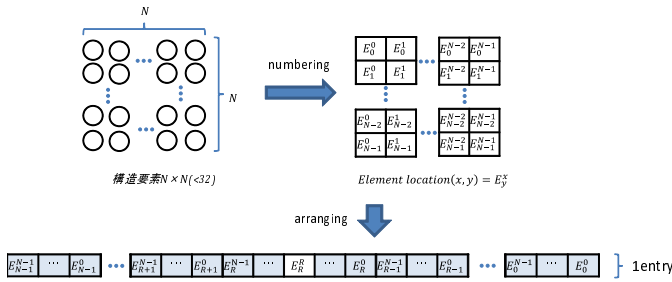 N
N
numbering
E_0^0 E_0^1 ... E_0^{N-2} E_0^{N-1}
E_1^0 E_1^1 E_1^{N-2} E_1^{N-1}
E_{N-2}^0 E_{N-2}^1 E_{N-2}^{N-2} E_{N-2}^{N-1}
E_{N-1}^0 E_{N-1}^1 ... E_{N-1}^{N-2} E_{N-1}^{N-1}
構造要素N × N(<32)
Element location(x, y) = E_y^x
arranging
E_{N-1}^{N-1} ... E_{N-1}^0 ... E_{R+1}^{N-1} ... E_{R+1}^0 E_R^{N-1} ... E_R^R ... E_R^0 E_{R-1}^{N-1} ... E_{R-1}^0 ... E_0^{N-1} ... E_0^0
1entry